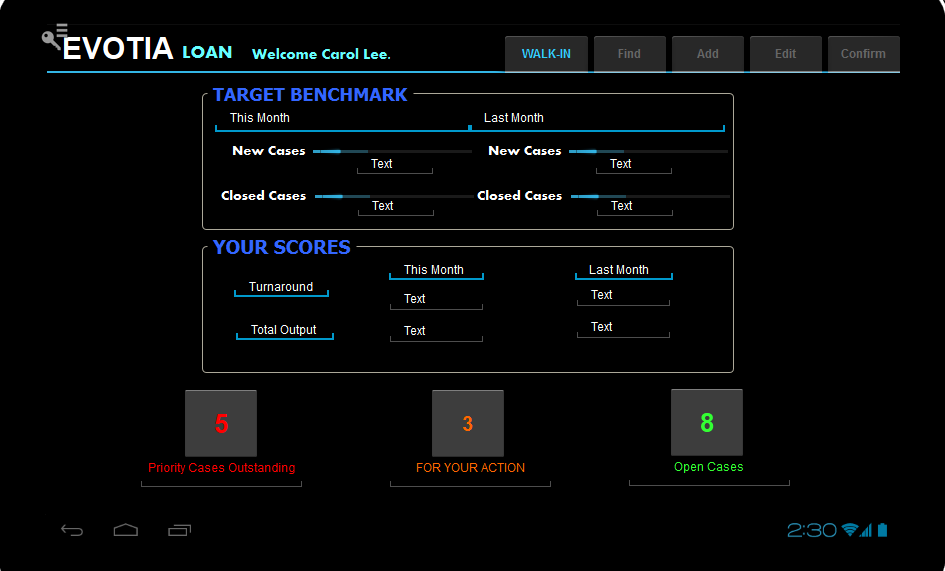 EVOTIA LOAN Welcome Carol Lee. WALK-IN Find Add Edit Confirm
TARGET BENCHMARK
This Month Last Month
New Cases New Cases
Text Text
Closed Cases Closed Cases
Text Text
YOUR SCORES
This Month Last Month
Turnaround
Text Text
Total Output Text Text
5 3 8
Priority Cases Outstanding FOR YOUR ACTION Open Cases
2:30